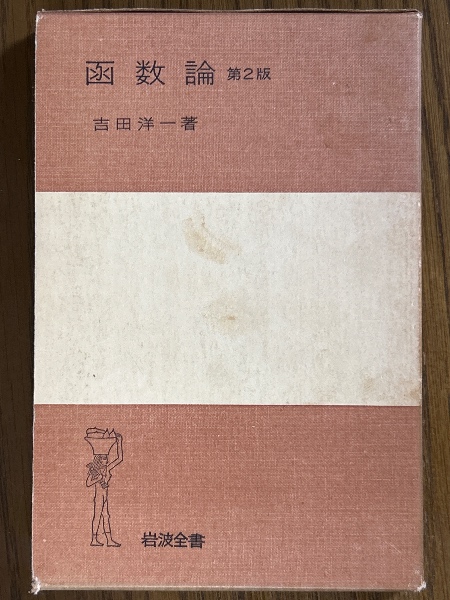 函数論 第2版
吉田洋一著
岩波全書